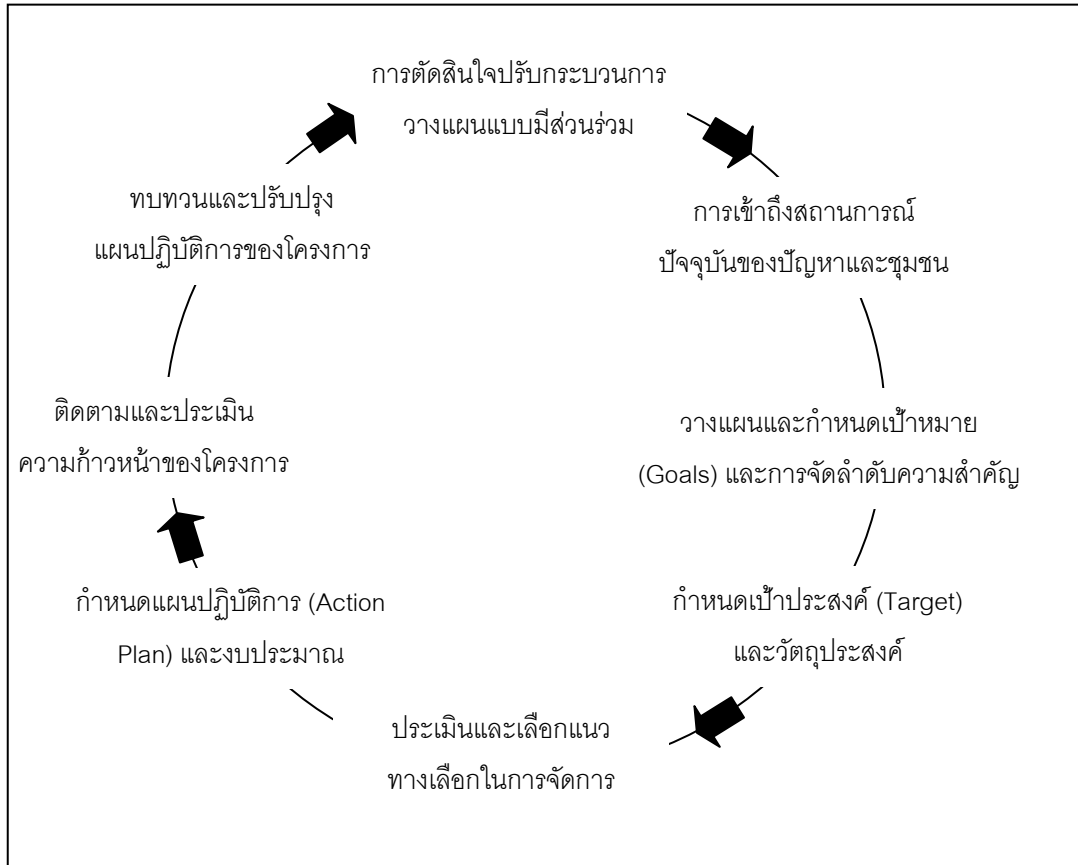 การตัดสินใจปรับกระบวนการ
วางแผนแบบมีส่วนร่วม
การเข้าถึงสถานการณ์
ปัจจุบันของปัญหาและชุมชน
วางแผนและกำหนดเป้าหมาย
(Goals) และการจัดลำดับความสำคัญ
กำหนดเป้าประสงค์ (Target)
และวัตถุประสงค์
ประเมินและเลือกแนว
ทางเลือกในการจัดการ
กำหนดแผนปฏิบัติการ (Action
Plan) และงบประมาณ
ติดตามและประเมิน
ความก้าวหน้าของโครงการ
ทบทวนและปรับปรุง
แผนปฏิบัติการของโครงการ